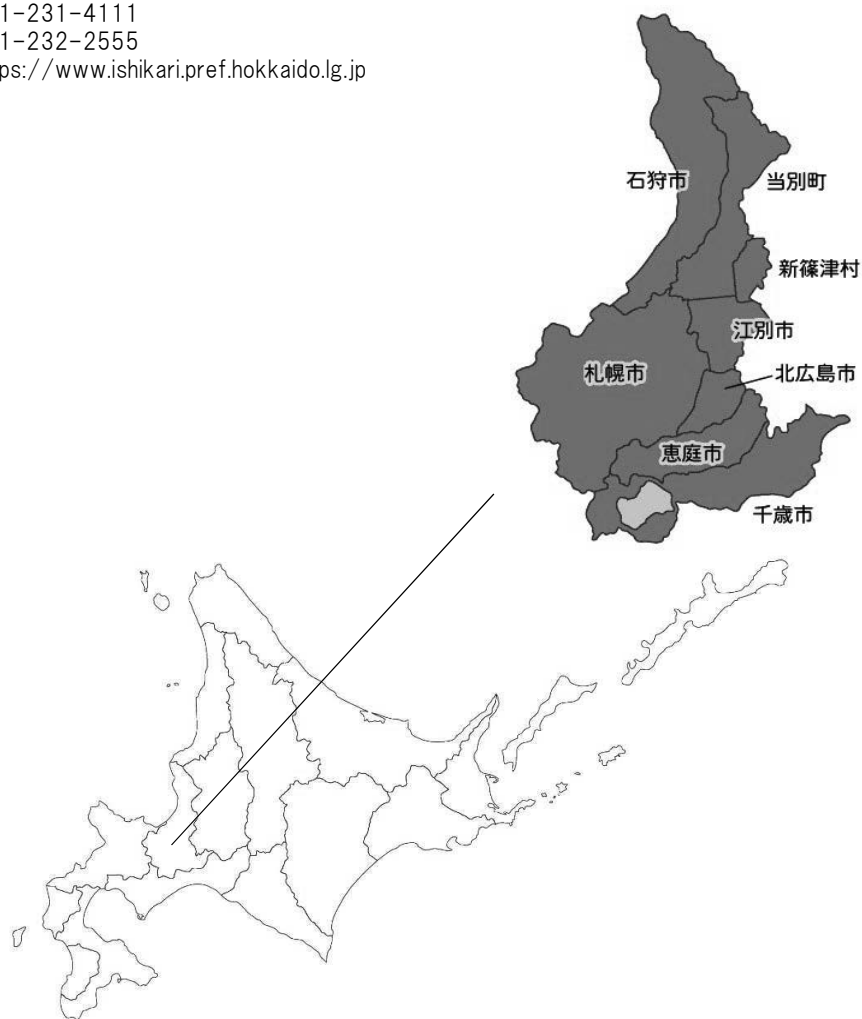 1-231-4111
1-232-2555
ps://www.ishikari.pref.hokkaido.lg.jp
石狩市
当別町
新篠津村
江別市
札幌市
北広島市
恵庭市
千歳市